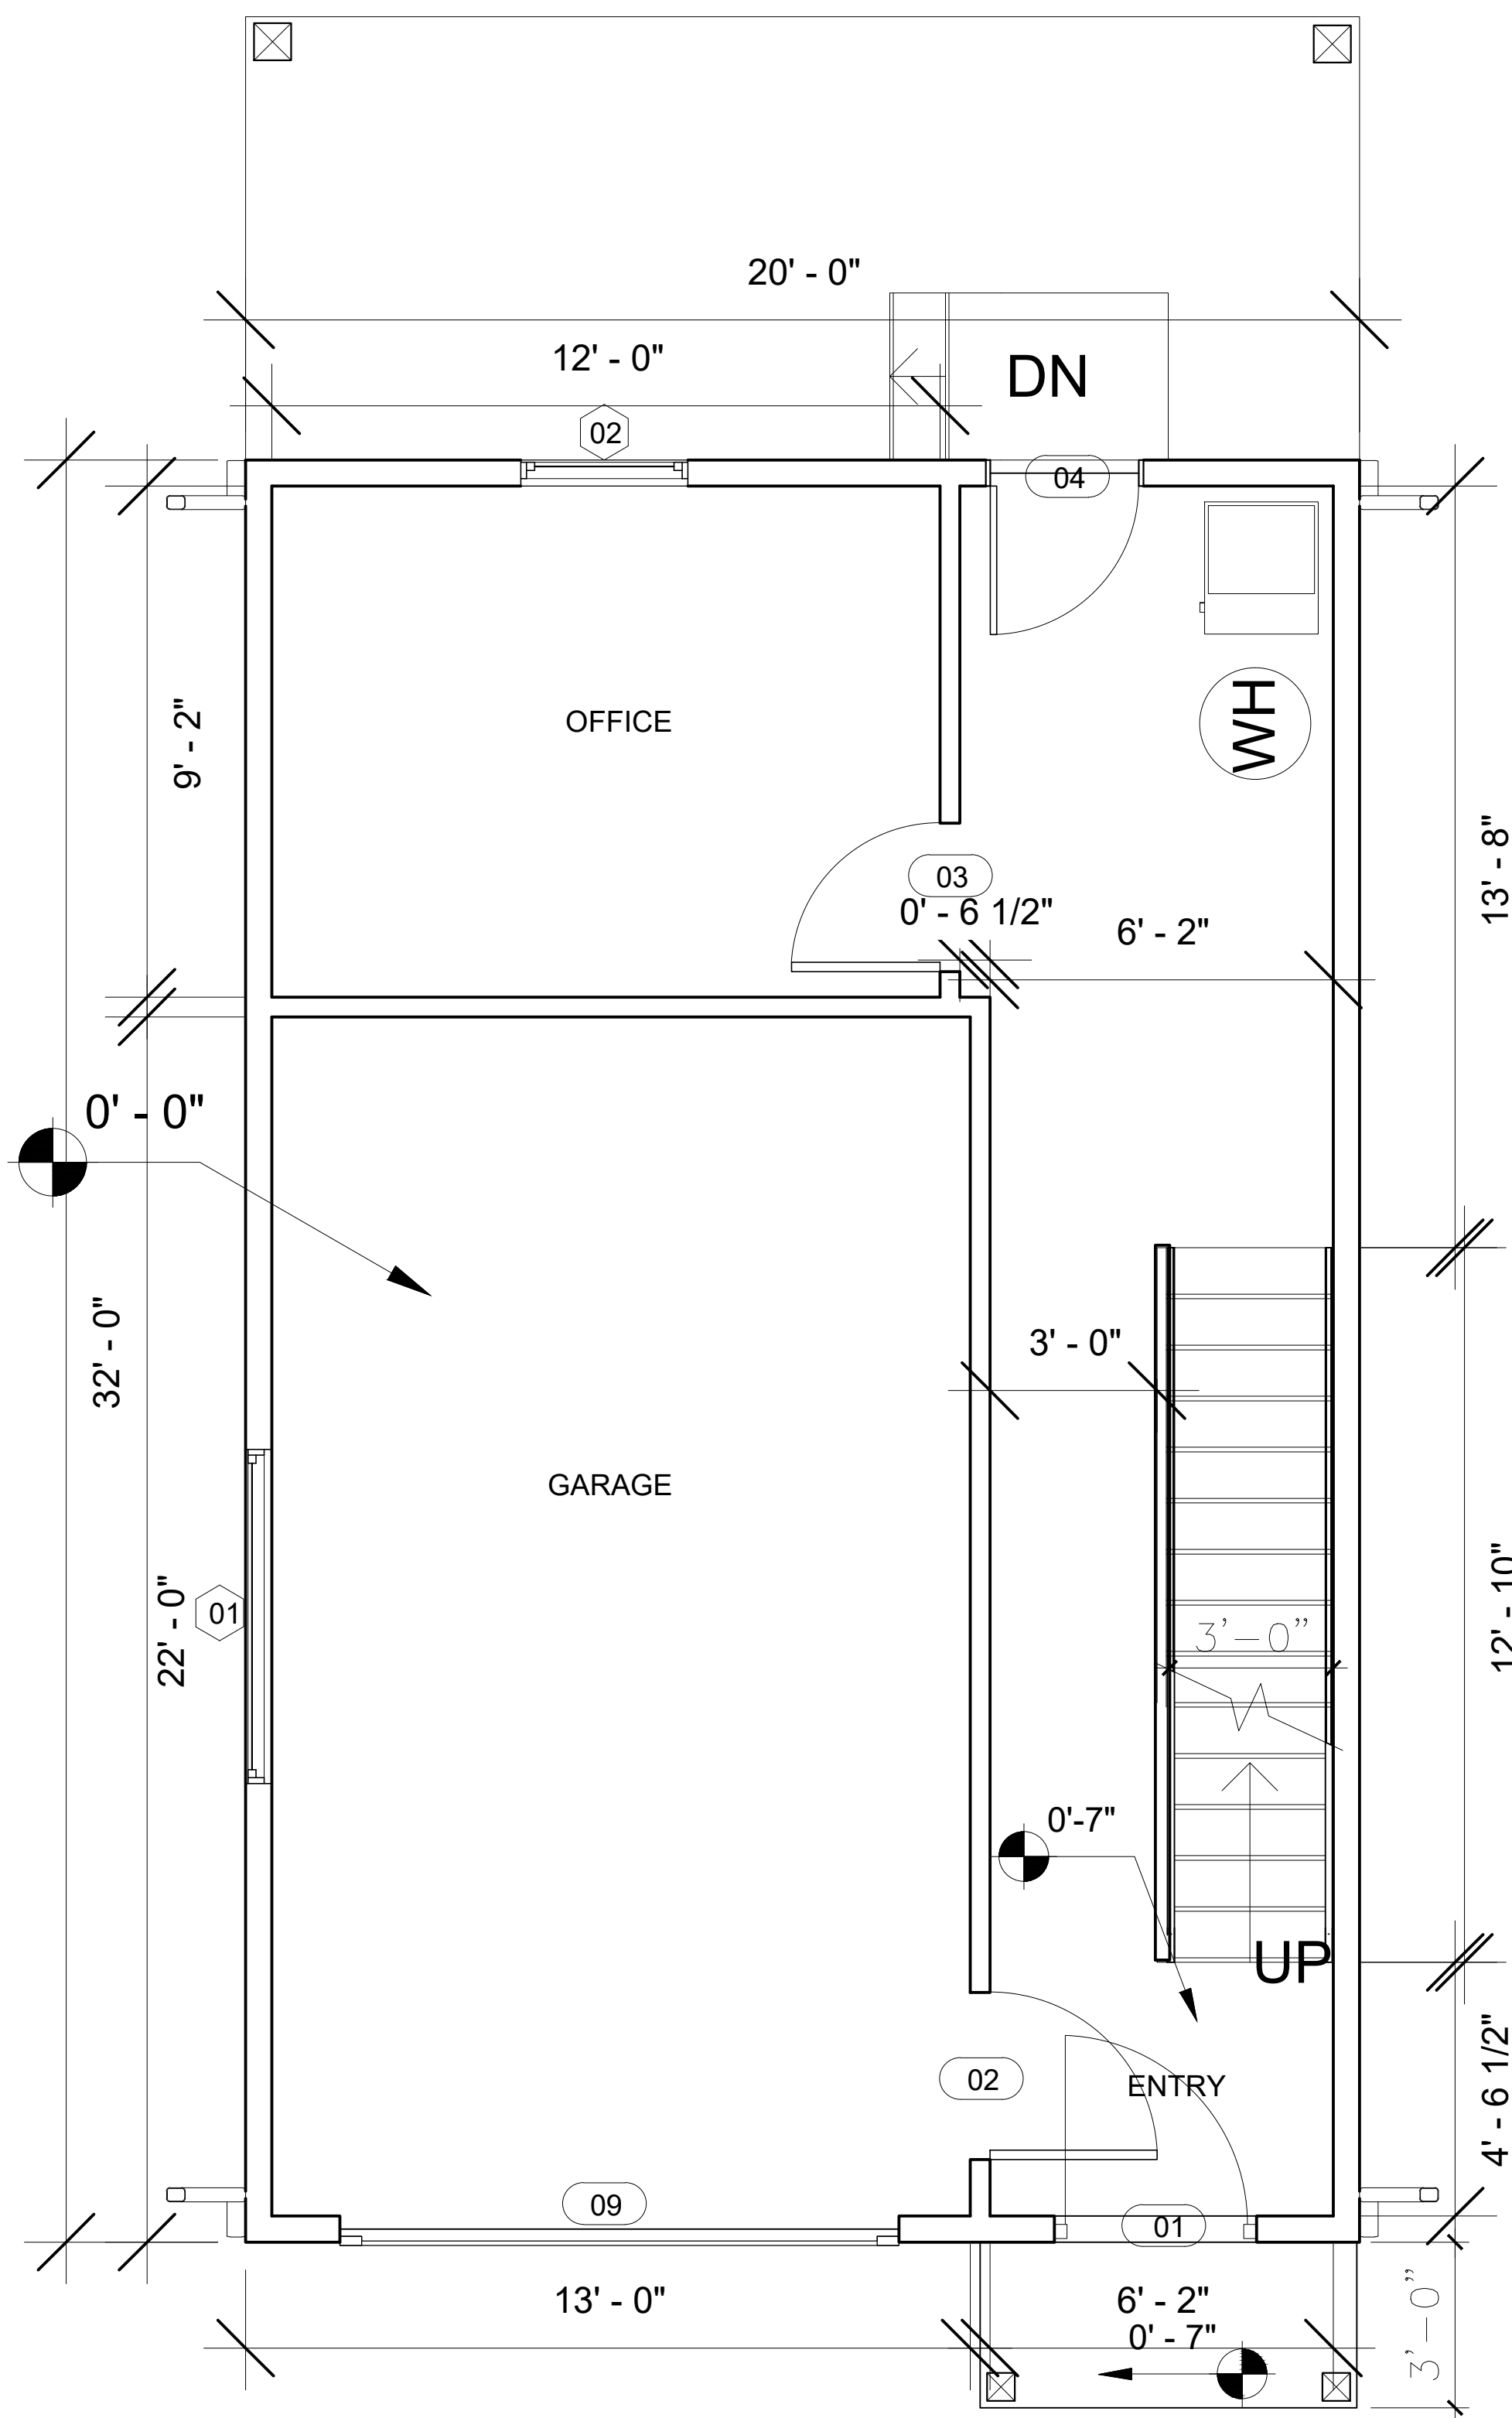 20' - 0"
12' - 0"
DN
02
04
OFFICE
WH
9' - 2"
13' - 8"
03
0' - 6 1/2"
6' - 2"
0' - 0"
32' - 0"
3' - 0"
GARAGE
22' - 0"
01
12' - 10"
3'-0"
0'-7"
UP
4' - 6 1/2"
02
ENTRY
09
01
13' - 0"
6' - 2"
0' - 7"
3'-0"